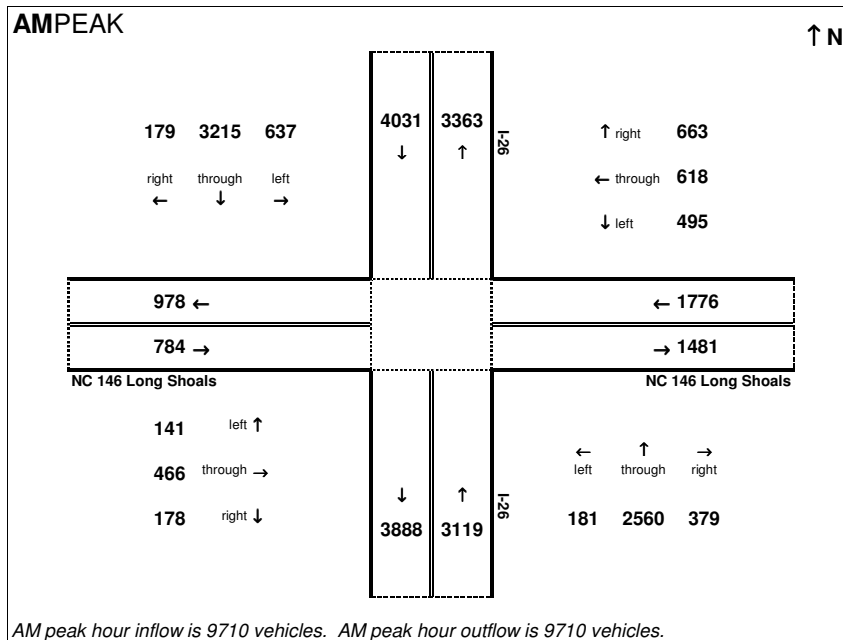 AMPEAK
↑ N
179 3215 637
right through left
← ↓ →
4031 3363
↓ ↑
I-26
↑ right 663
← through 618
↓ left 495
978 ←
← 1776
784 →
→ 1481
NC 146 Long Shoals
NC 146 Long Shoals
141 left ↑
466 through →
178 right ↓
↓ ↑
3888 3119
I-26
← ↑ →
left through right
181 2560 379
AM peak hour inflow is 9710 vehicles. AM peak hour outflow is 9710 vehicles.